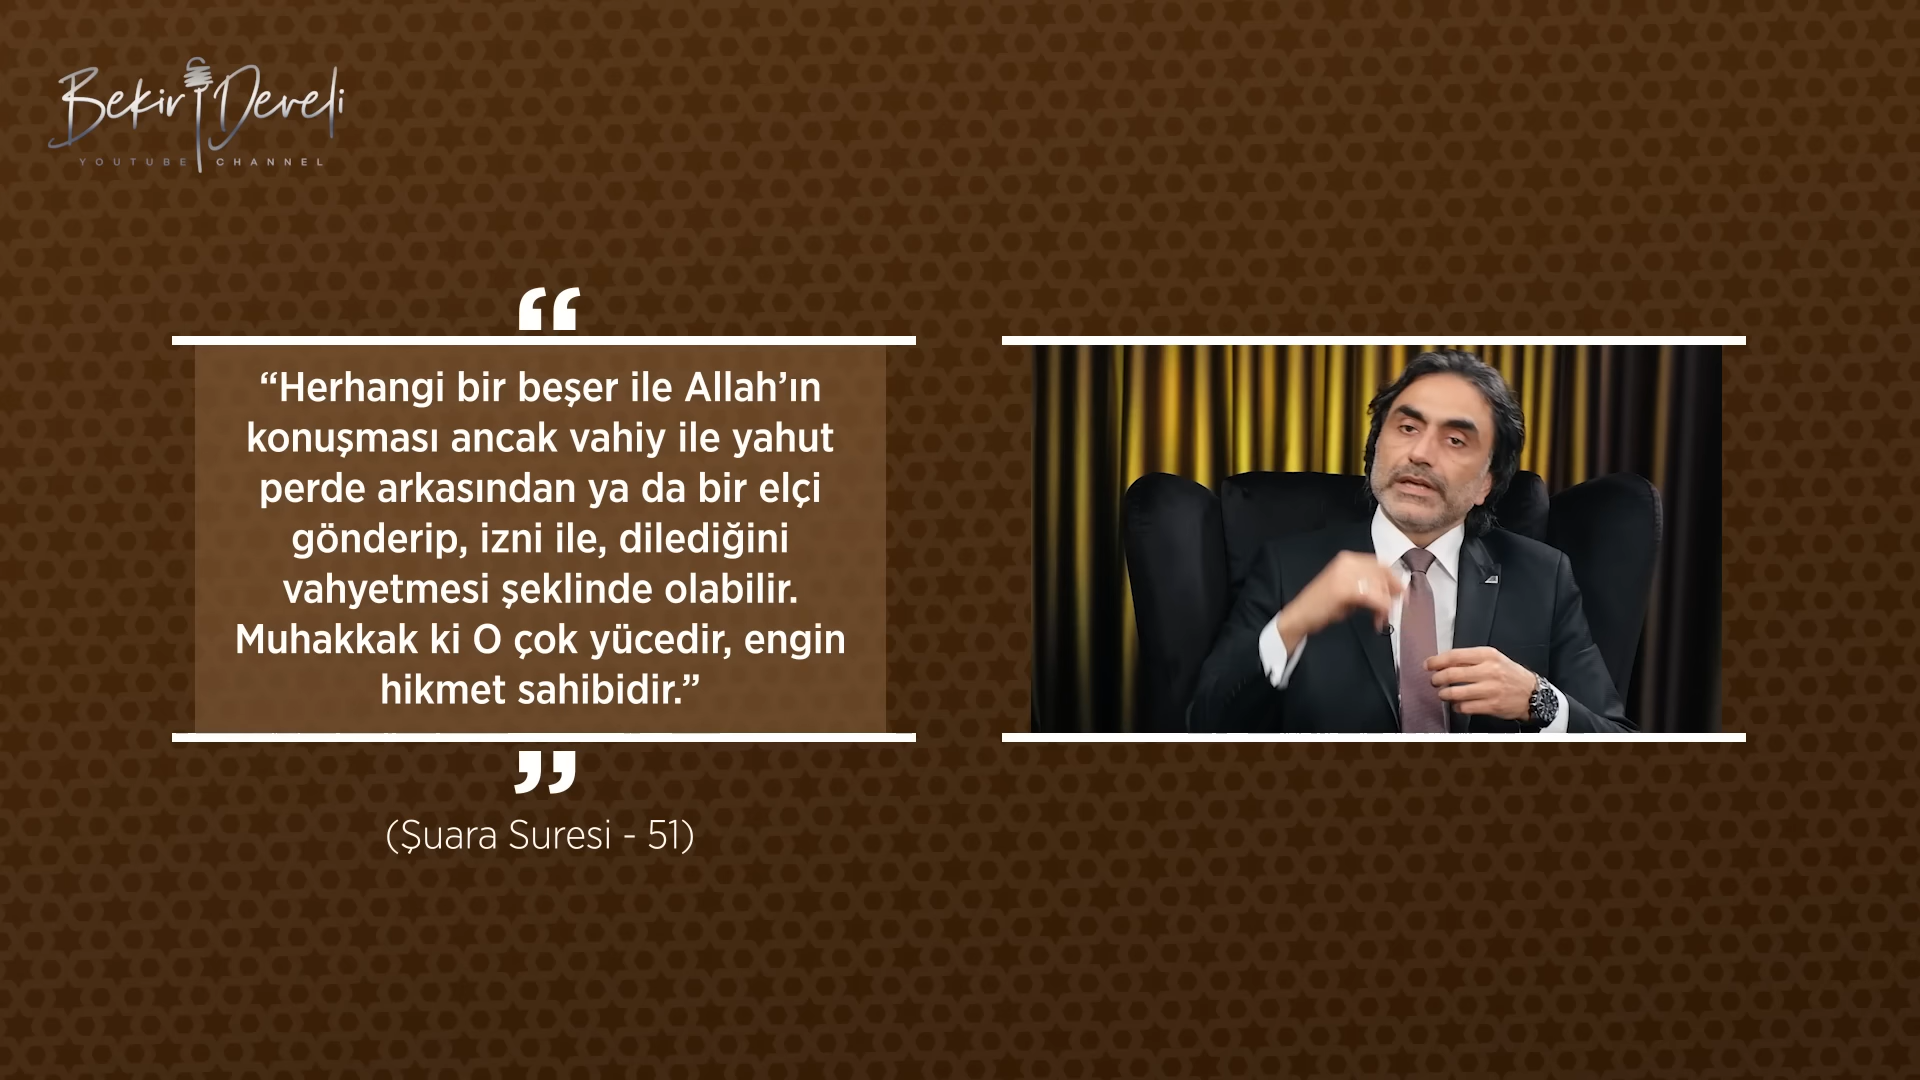 Bekir Develi
YOUTUBE CHANNEL
“
“Herhangi bir beşer ile Allah’ın
konuşması ancak vahiy ile yahut
perde arkasından ya da bir elçi
gönderip, izni ile, dilediğini
vahyetmesi şeklinde olabilir.
Muhakkak ki O çok yücedir, engin
hikmet sahibidir.”
”
(Şuara Suresi - 51)